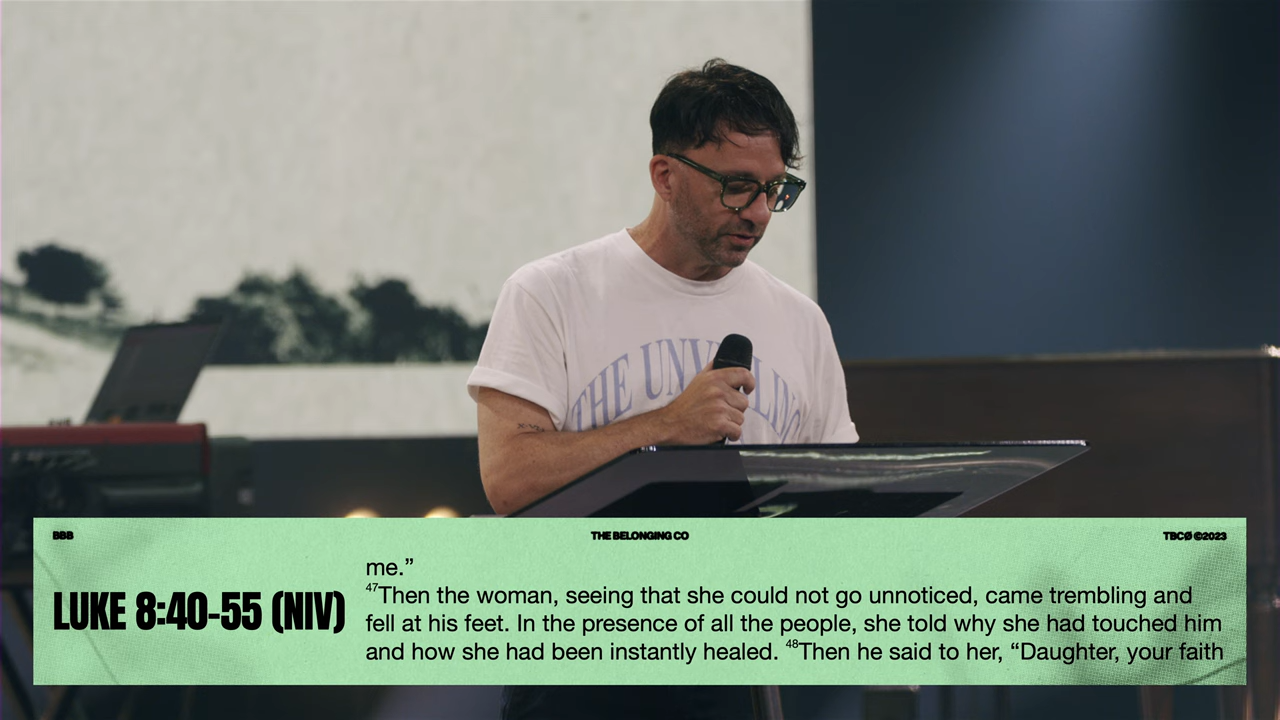 THE UNVEILING
BBB
THE BELONGING CO
TBCØ ©2023
LUKE 8:40-55 (NIV)
me.”
47Then the woman, seeing that she could not go unnoticed, came trembling and
fell at his feet. In the presence of all the people, she told why she had touched him
and how she had been instantly healed. 48Then he said to her, “Daughter, your faith